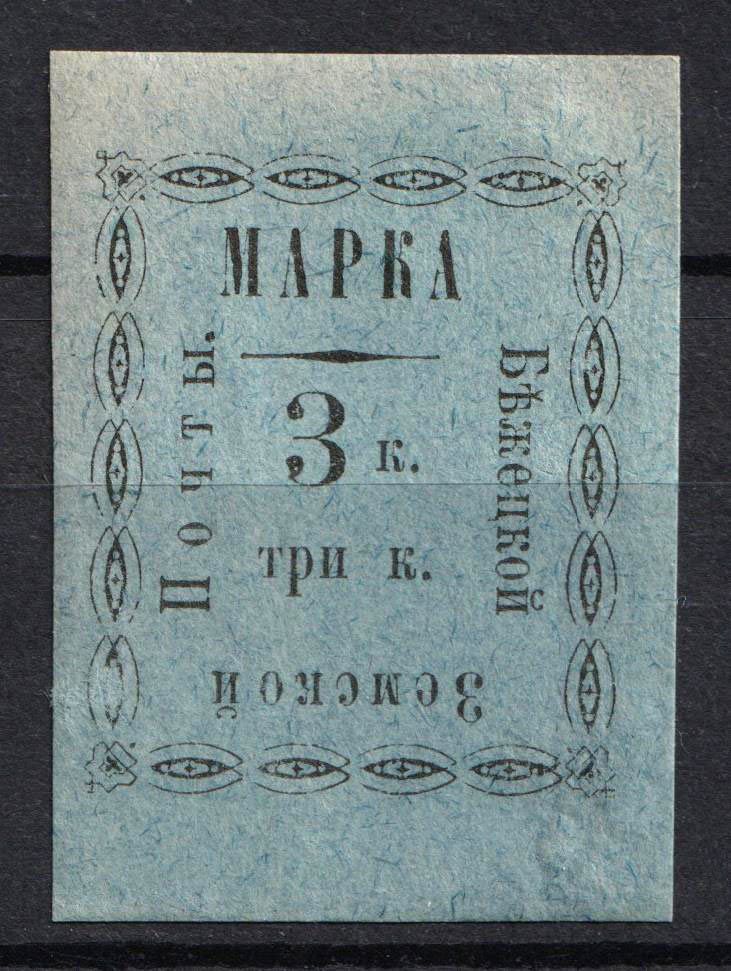 МАРКА
Бѣжецкой
Земской
Почты.
3 к.
три к.